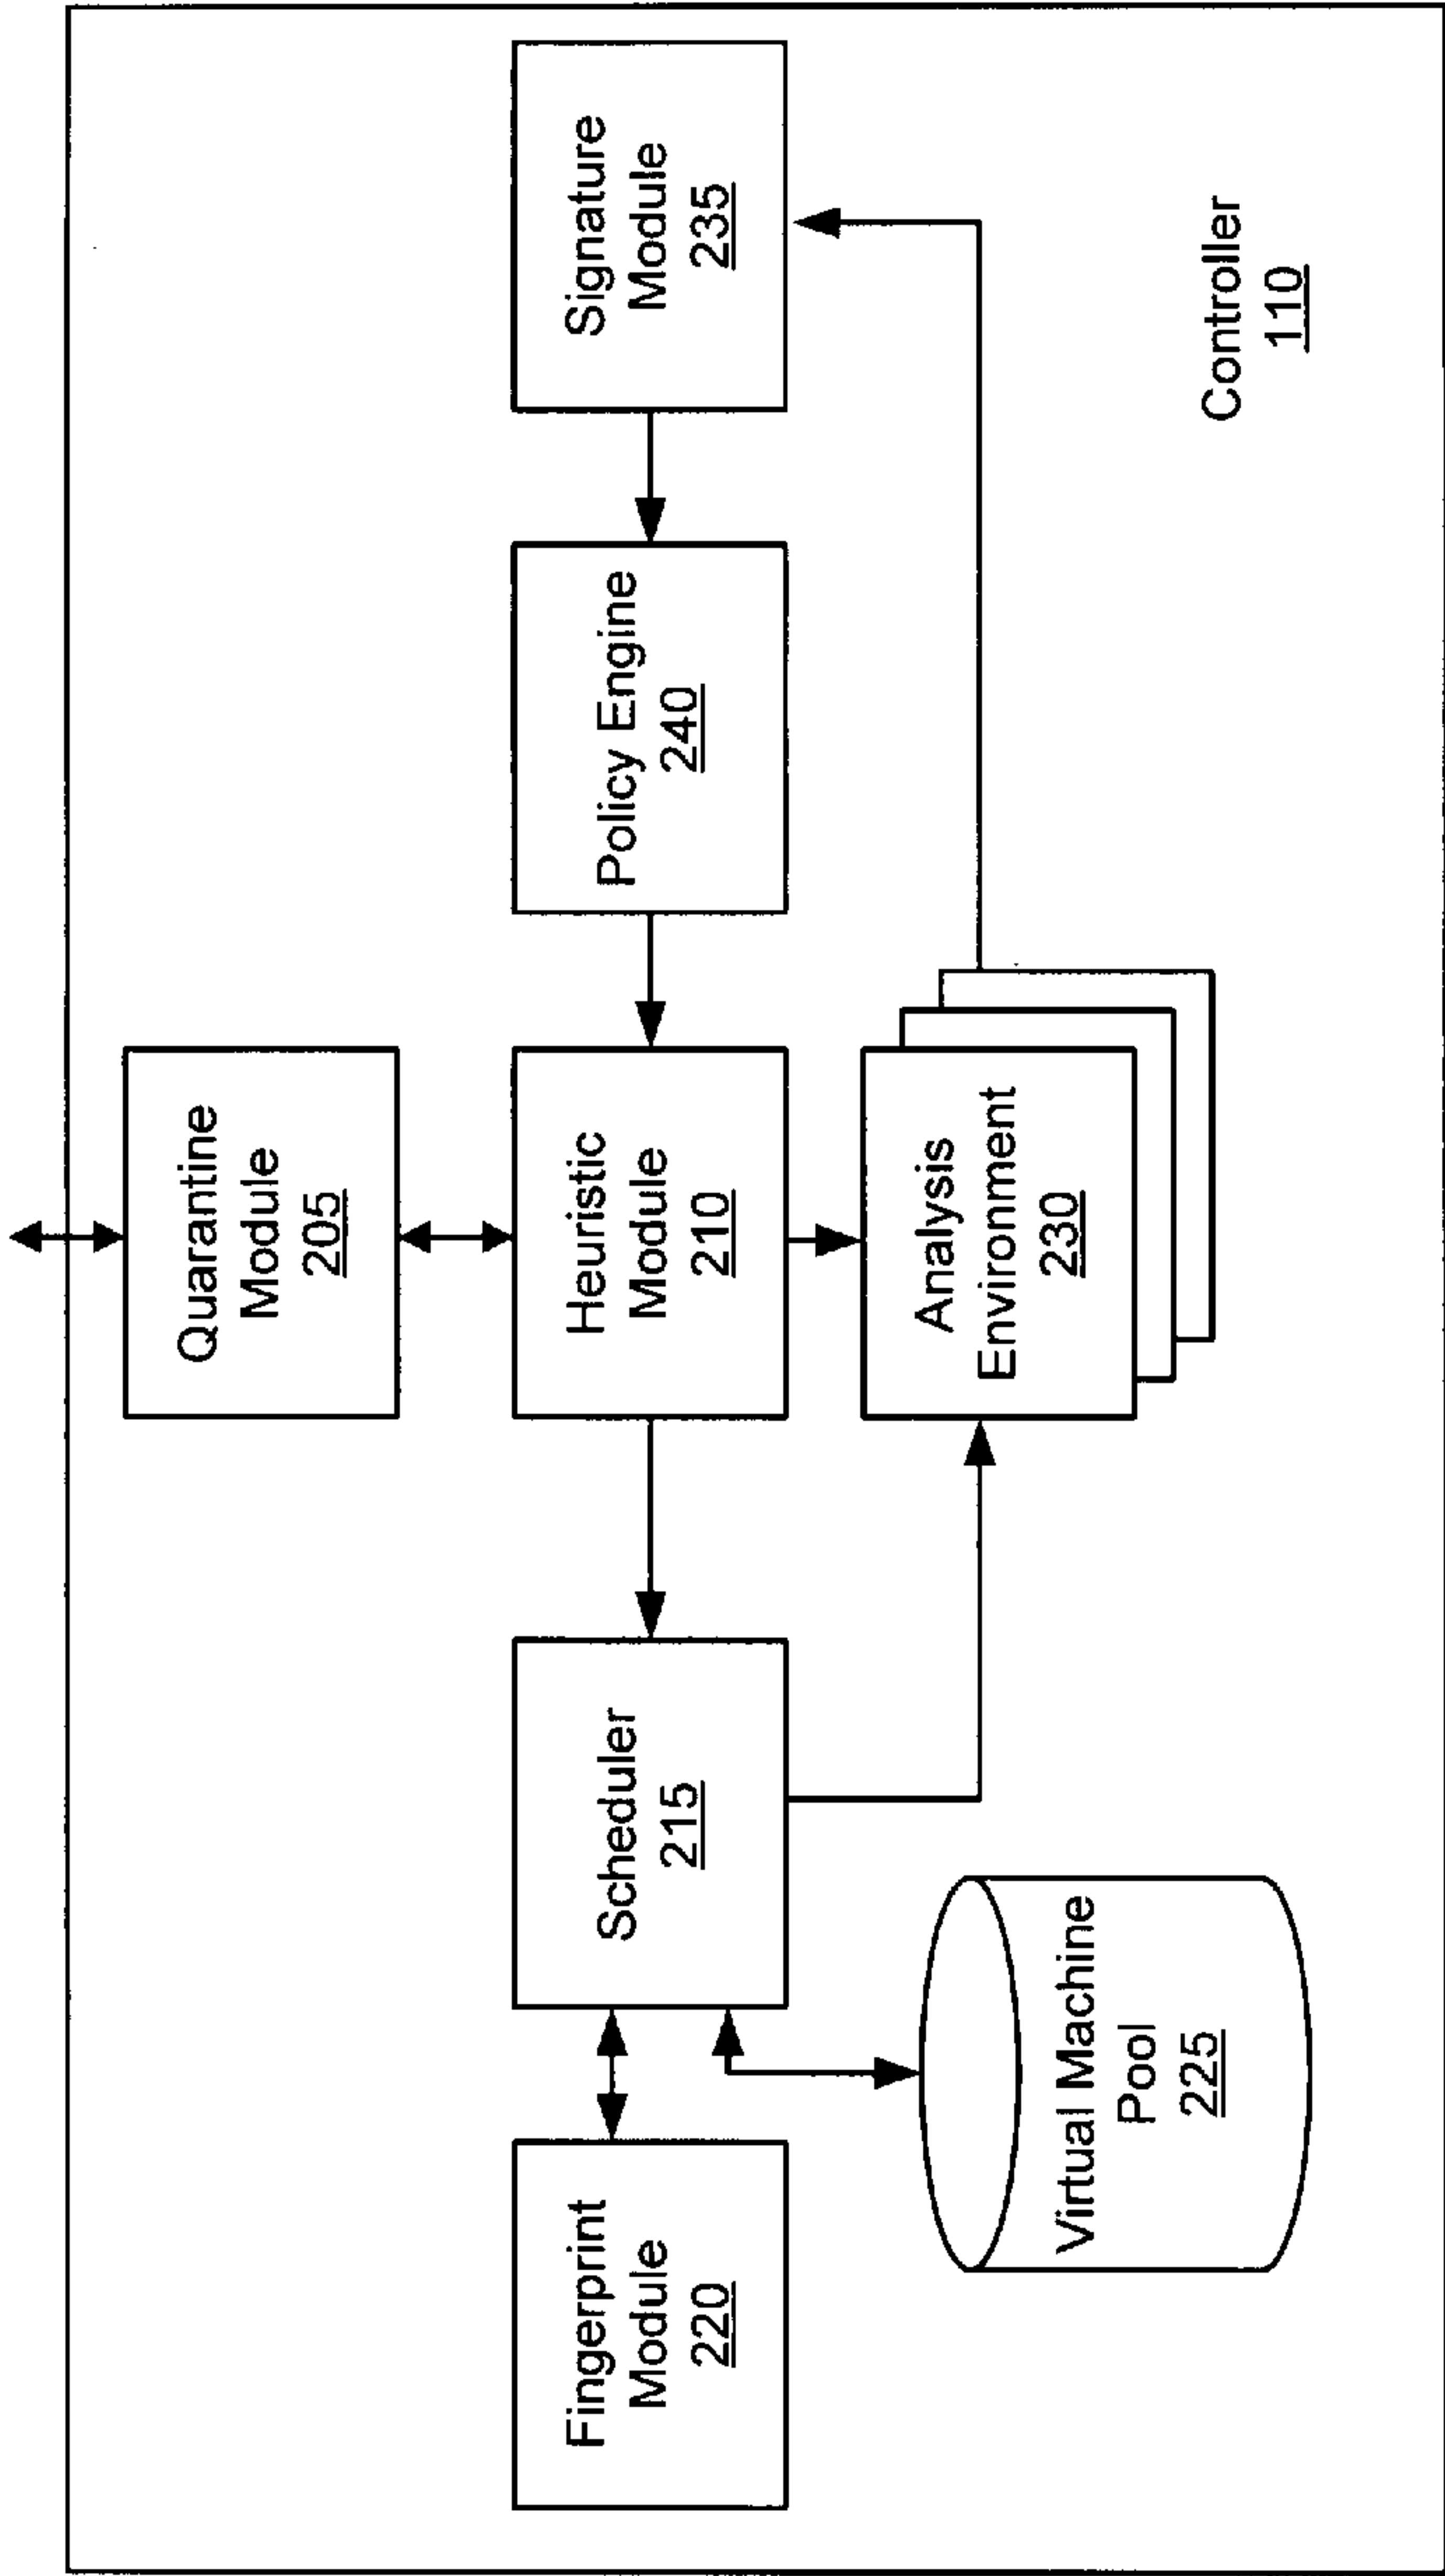 Quarantine
Module
205
Fingerprint
Module
220
Scheduler
215
Heuristic
Module
210
Policy Engine
240
Signature
Module
235
Virtual Machine
Pool
225
Analysis
Environment
230
Controller
110